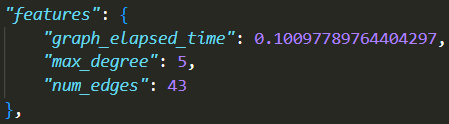 "features": {
"graph_elapsed_time": 0.10097789764404297,
"max_degree": 5,
"num_edges": 43
},